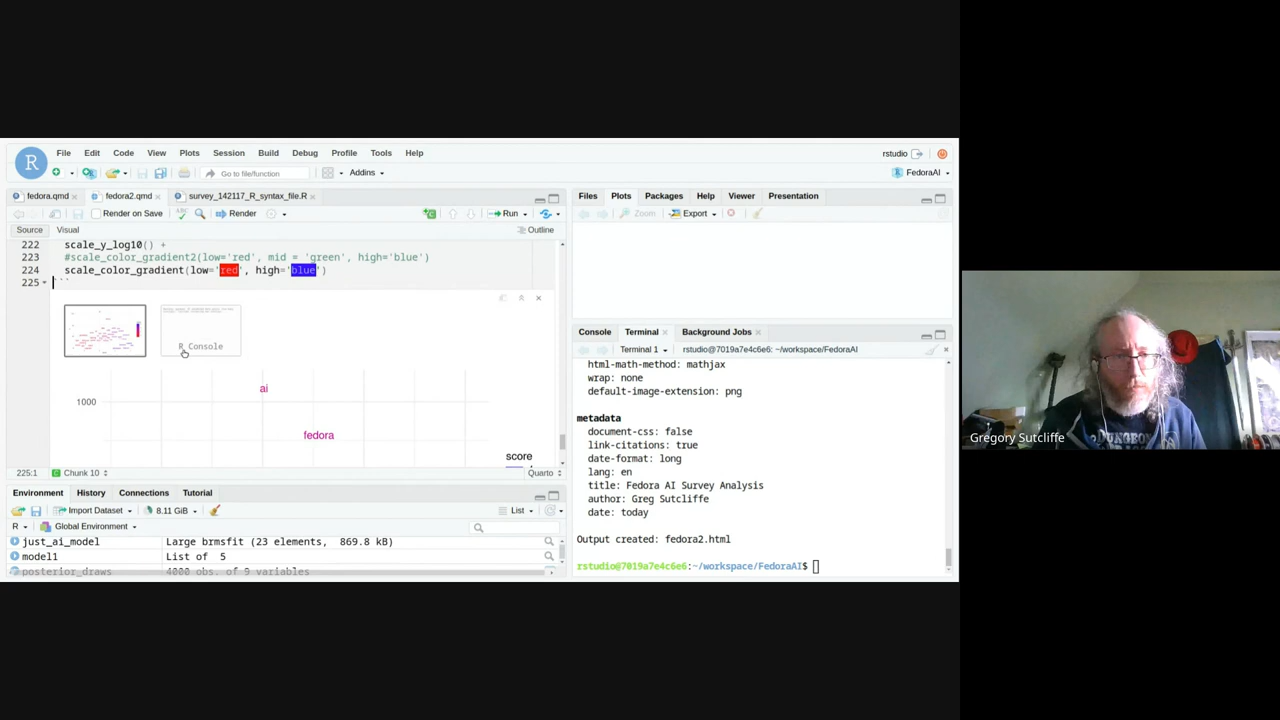 R
File Edit Code View Plots Session Build Debug Profile Tools Help
rstudio
Go to file/function
Addins
FedoraAI
fedora.qmd
fedora2.qmd
survey_142117_R_syntax_file.R
Render on Save
Render
Run
Source
Visual
Outline
222 scale_y_log10() +
223 #scale_color_gradient2(low='red', mid = 'green', high='blue')
224 scale_color_gradient(low='red', high='blue')
225 ```
R Console
ai
1000
fedora
score
225:1
Chunk 10
Quarto
Environment
History
Connections
Tutorial
Import Dataset
8.11 GiB
List
R
Global Environment
just_ai_model Large brmsfit (23 elements, 869.8 kB)
model1 List of 5
posterior_draws 4000 obs. of 9 variables
Files
Plots
Packages
Help
Viewer
Presentation
Zoom
Export
Console
Terminal
Background Jobs
Terminal 1
rstudio@7019a7e4c6e6: ~/workspace/FedoraAI
html-math-method: mathjax
wrap: none
default-image-extension: png
metadata
document-css: false
link-citations: true
date-format: long
lang: en
title: Fedora AI Survey Analysis
author: Greg Sutcliffe
date: today
Output created: fedora2.html
rstudio@7019a7e4c6e6:~/workspace/FedoraAI$
Gregory Sutcliffe